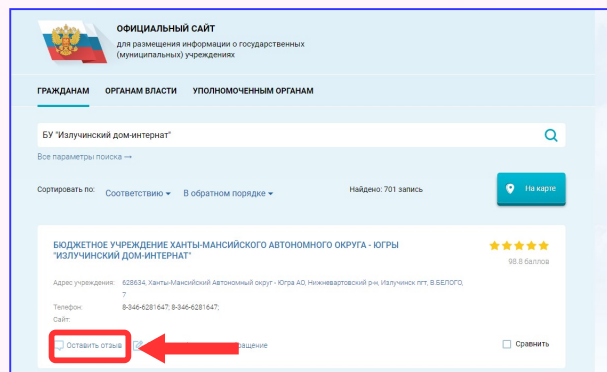 ОФИЦИАЛЬНЫЙ САЙТ
для размещения информации о государственных
(муниципальных) учреждениях
ГРАЖДАНАМ ОРГАНАМ ВЛАСТИ УПОЛНОМОЧЕННЫМ ОРГАНАМ
БУ "Излучинский дом-интернат"
Все параметры поиска →
Сортировать по: Соответствию В обратном порядке Найдено: 701 запись На карте
БЮДЖЕТНОЕ УЧРЕЖДЕНИЕ ХАНТЫ-МАНСИЙСКОГО АВТОНОМНОГО ОКРУГА - ЮГРЫ
"ИЗЛУЧИНСКИЙ ДОМ-ИНТЕРНАТ"
98.8 баллов
Адрес учреждения: 628634, Ханты-Мансийский Автономный округ - Югра АО, Нижневартовский р-н, Излучинск пгт, В.БЕЛОГО,
7
Телефон: 8-346-6281647; 8-346-6281647;
Сайт:
Оставить отзыв Сравнить